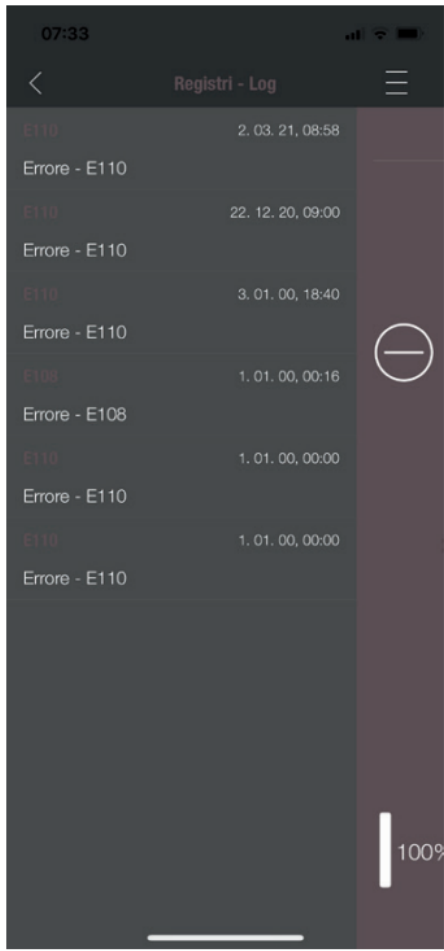 07:33
Registri - Log
E110 2. 03. 21, 08:58
Errore - E110
E110 22. 12. 20, 09:00
Errore - E110
E110 3. 01. 00, 18:40
Errore - E110
E108 1. 01. 00, 00:16
Errore - E108
E110 1. 01. 00, 00:00
Errore - E110
E110 1. 01. 00, 00:00
Errore - E110
100%